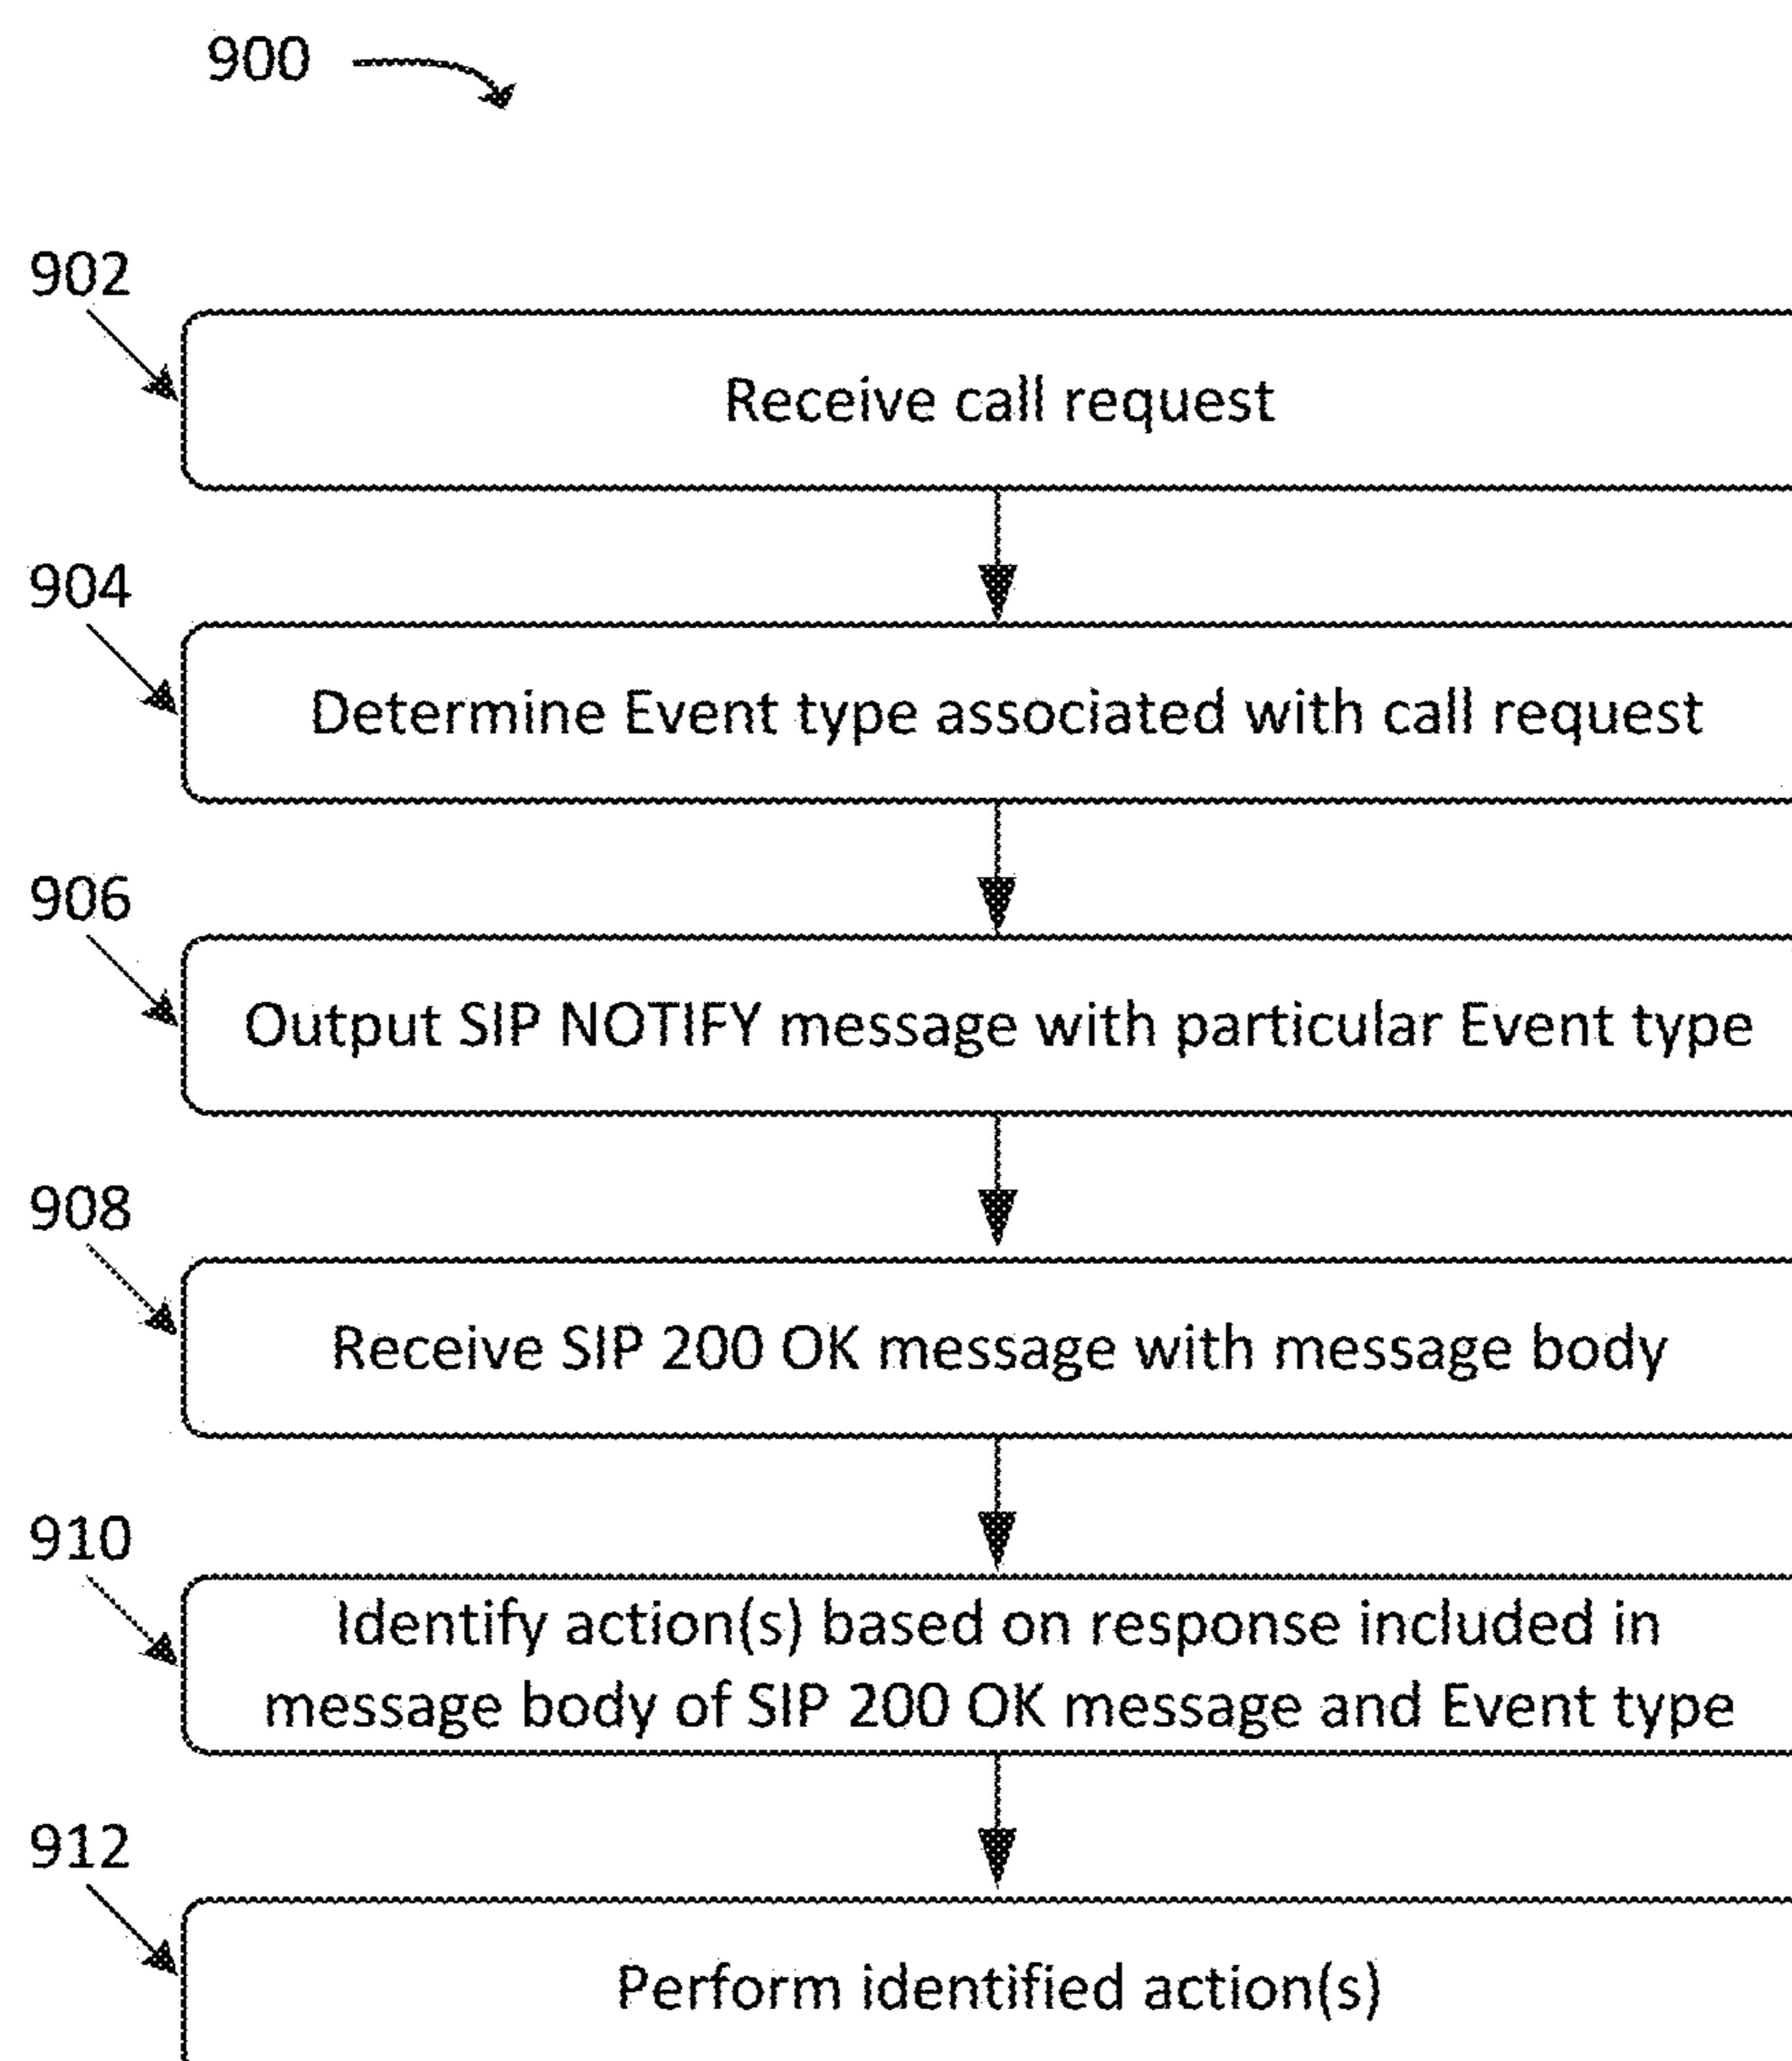 900
902
Receive call request
904
Determine Event type associated with call request
906
Output SIP NOTIFY message with particular Event type
908
Receive SIP 200 OK message with message body
910
Identify action(s) based on response included in
message body of SIP 200 OK message and Event type
912
Perform identified action(s)